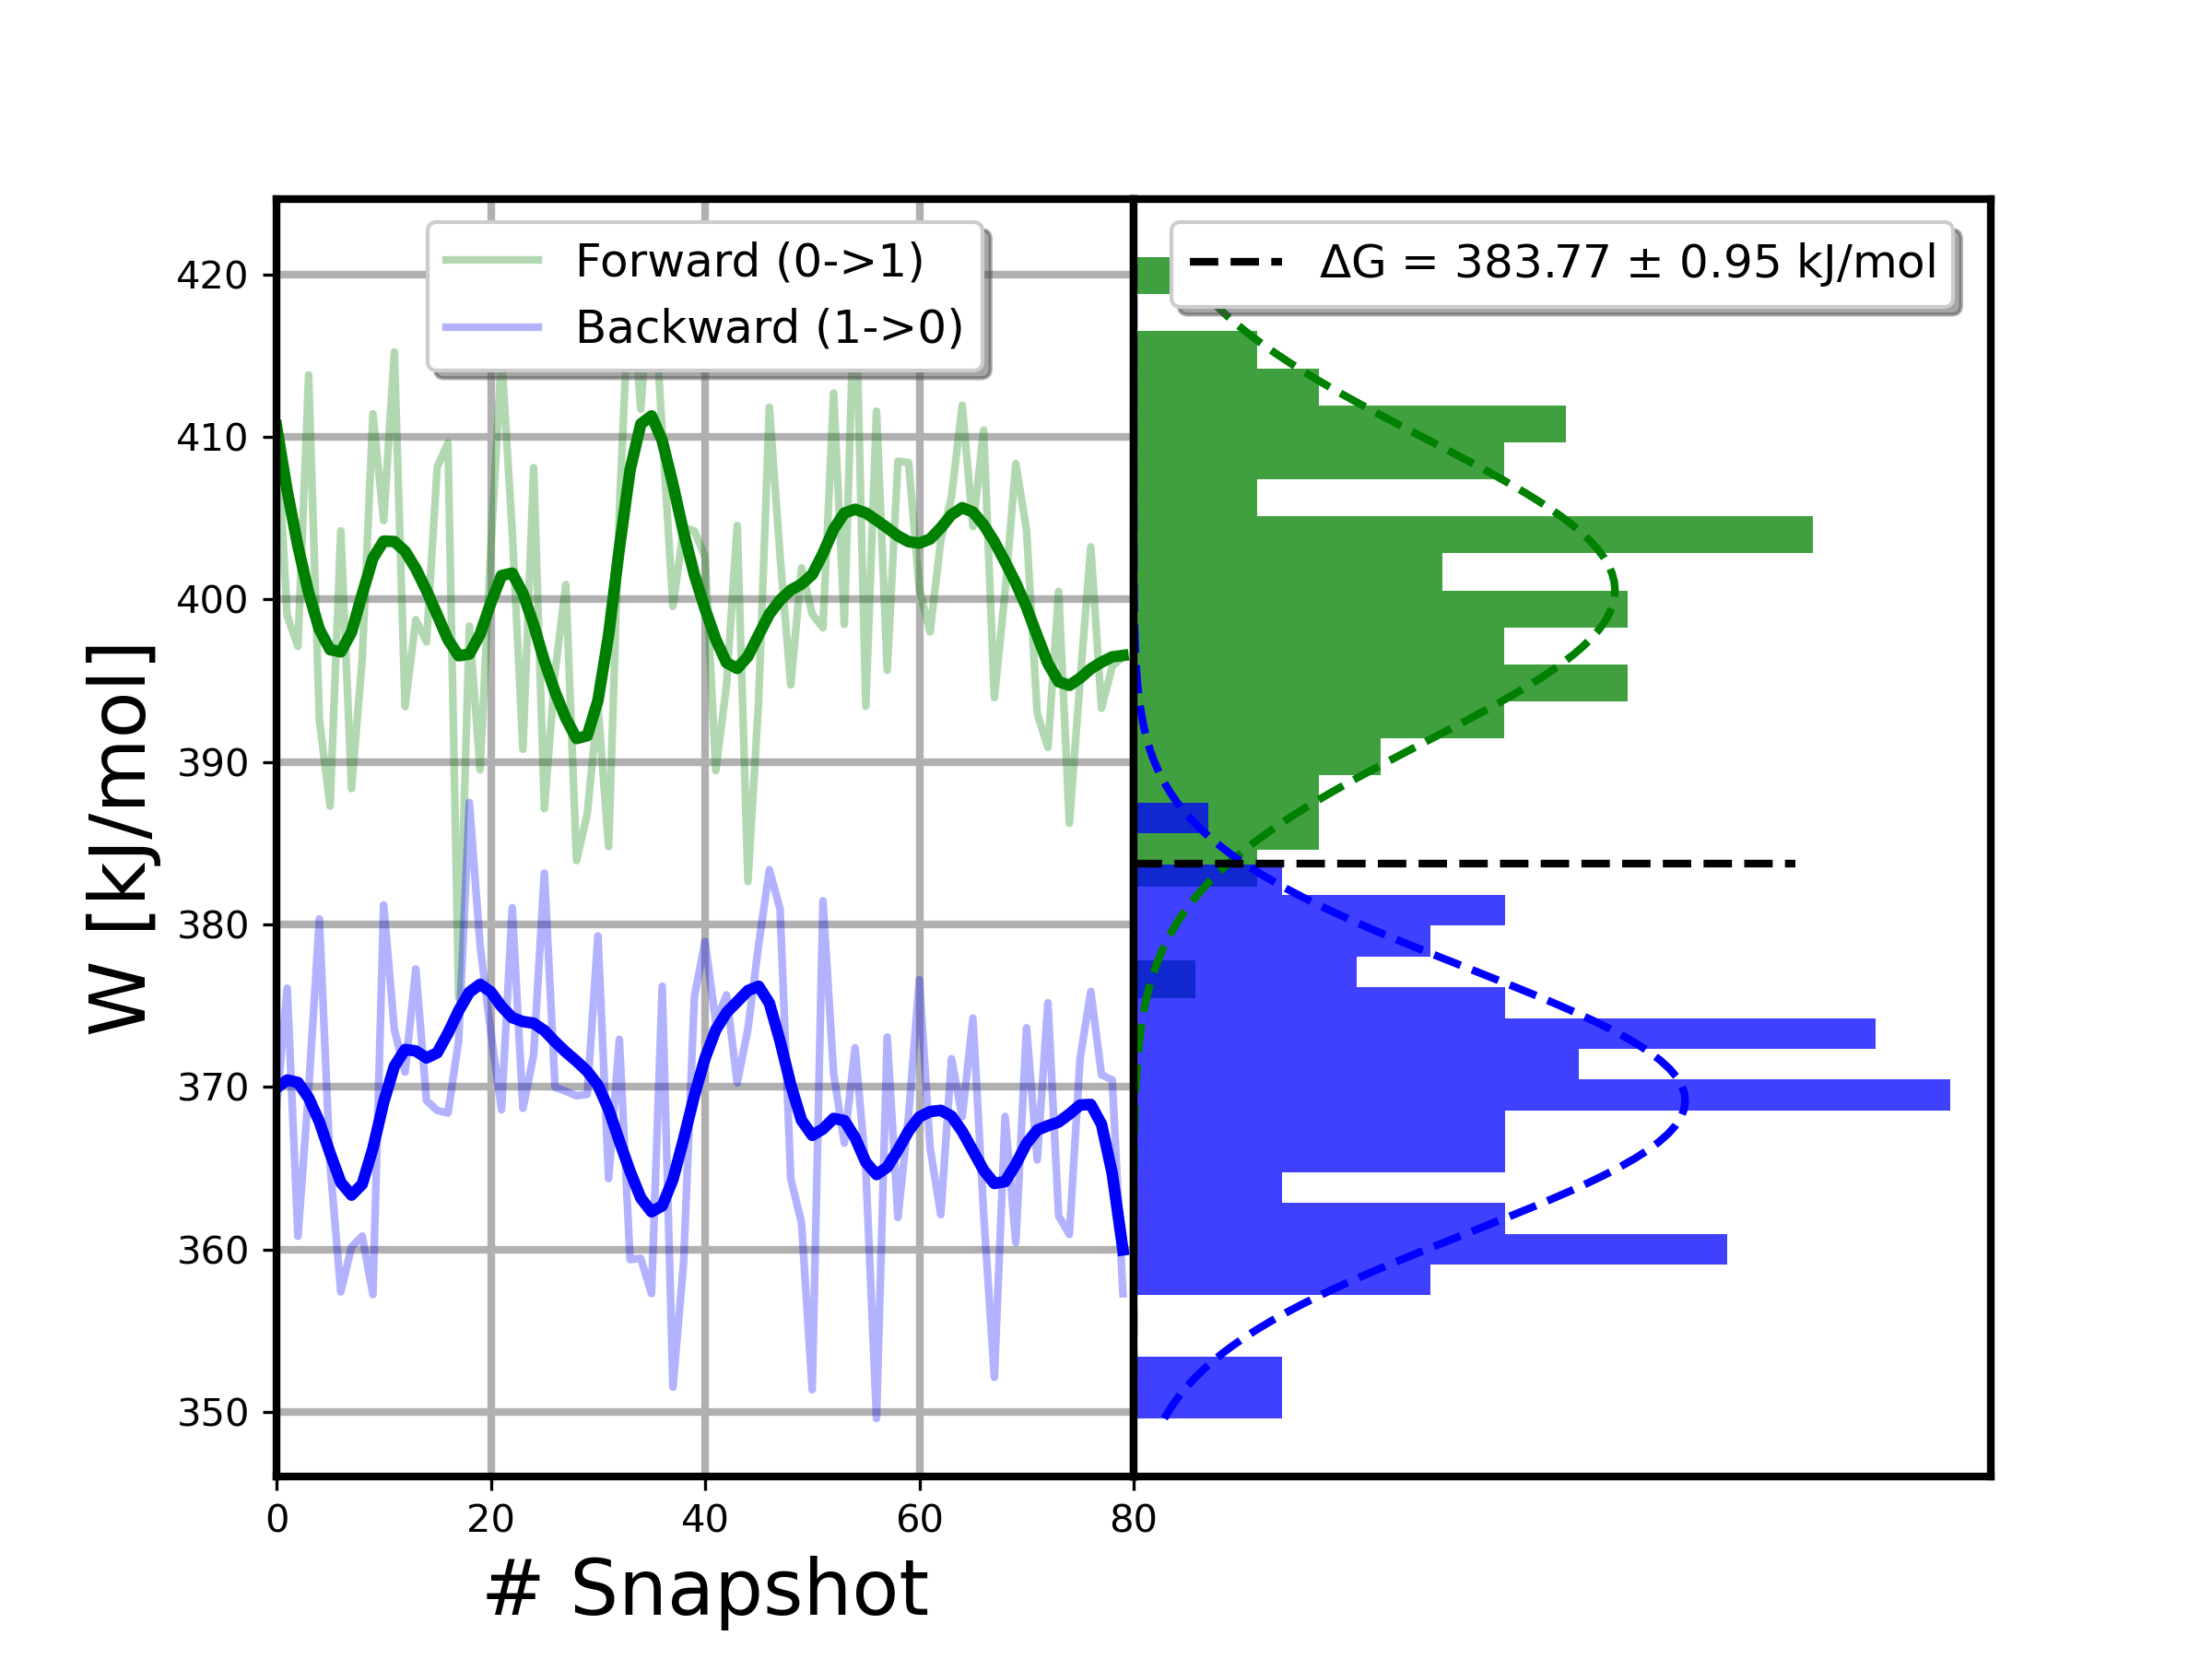 Forward (0->1)
Backward (1->0)
ΔG = 383.77 ± 0.95 kJ/mol
420
410
400
390
380
370
360
350
W [kJ/mol]
0 20 40 60 80
# Snapshot